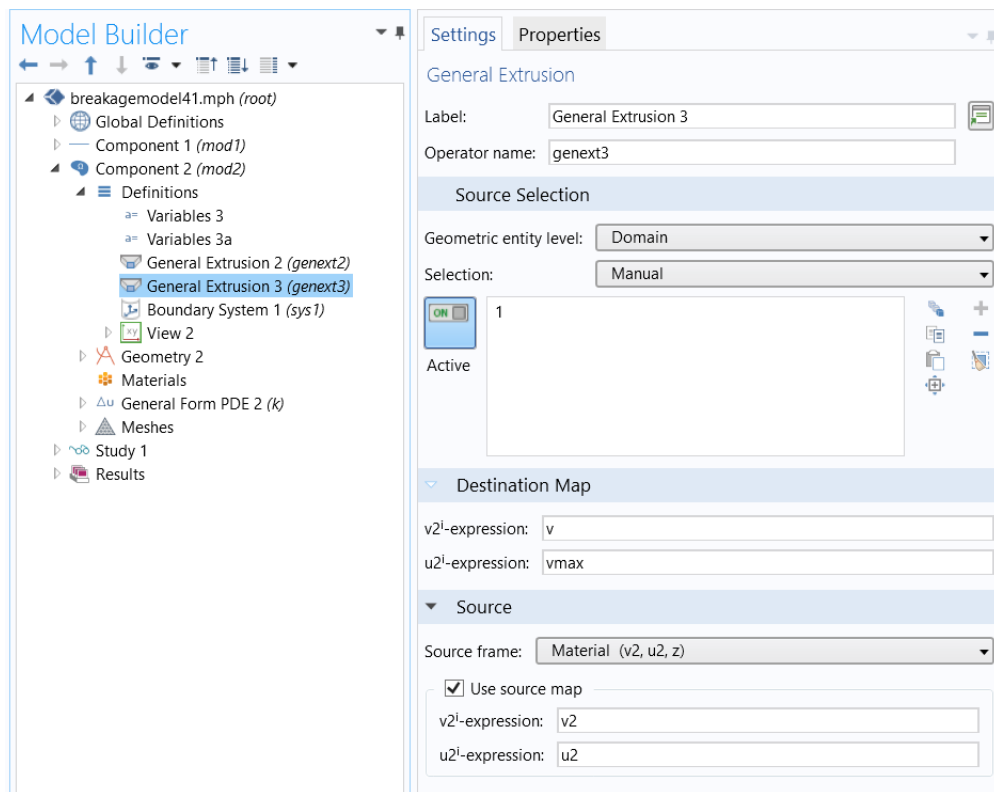 Model Builder
breakagemodel41.mph (root)
Global Definitions
Component 1 (mod1)
Component 2 (mod2)
Definitions
a= Variables 3
a= Variables 3a
General Extrusion 2 (genext2)
General Extrusion 3 (genext3)
Boundary System 1 (sys1)
xy View 2
Geometry 2
Materials
Δu General Form PDE 2 (k)
Meshes
Study 1
Results
Settings Properties
General Extrusion
Label: General Extrusion 3
Operator name: genext3
Source Selection
Geometric entity level: Domain
Selection: Manual
ON 1
Active
Destination Map
v2ⁱ-expression: v
u2ⁱ-expression: vmax
Source
Source frame: Material (v2, u2, z)
Use source map
v2ⁱ-expression: v2
u2ⁱ-expression: u2